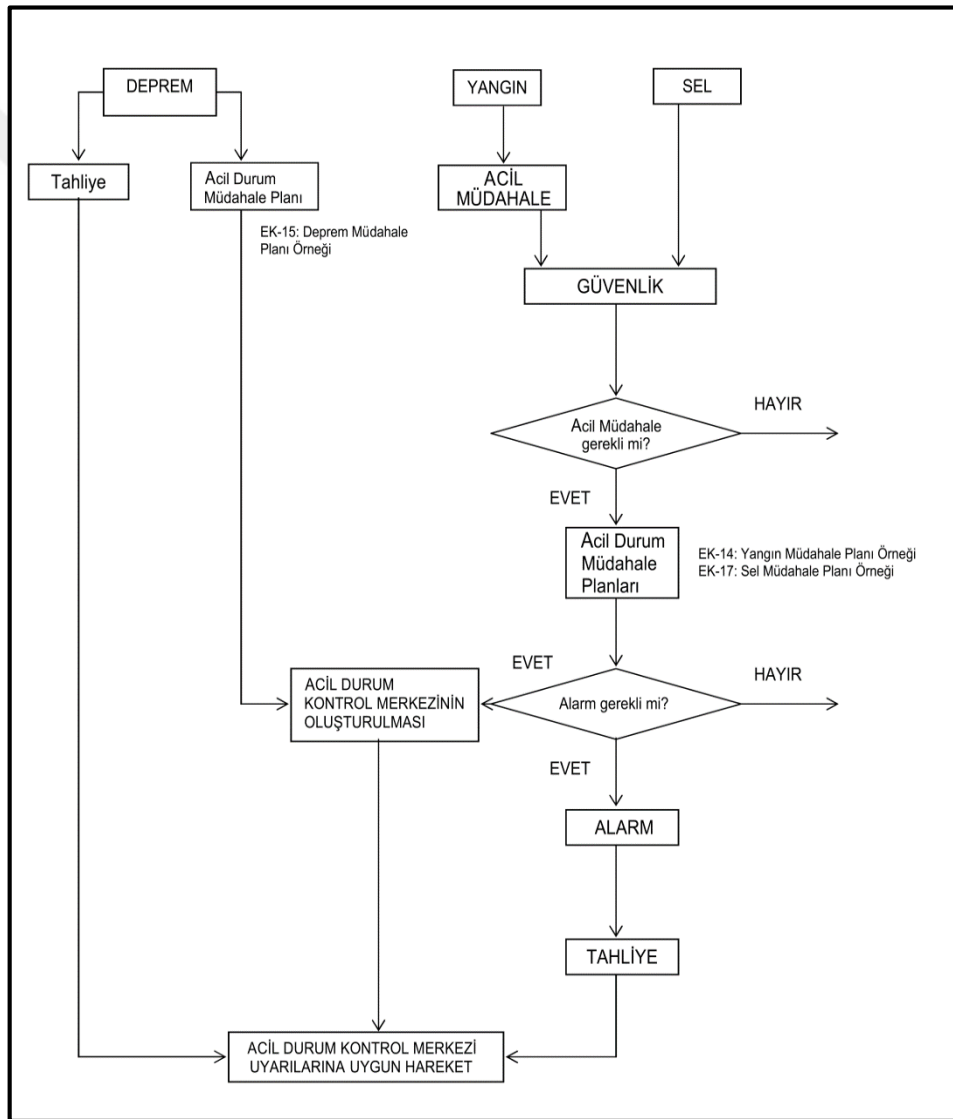 DEPREM
YANGIN
SEL
Tahliye
Acil Durum
Müdahale Planı
ACİL
MÜDAHALE
EK-15: Deprem Müdahale
Planı Örneği
GÜVENLİK
HAYIR
Acil Müdahale
gerekli mi?
EVET
Acil Durum
Müdahale
Planları
EK-14: Yangın Müdahale Planı Örneği
EK-17: Sel Müdahale Planı Örneği
EVET
HAYIR
ACİL DURUM
KONTROL MERKEZİNİN
OLUŞTURULMASI
Alarm gerekli mi?
EVET
ALARM
TAHLİYE
ACİL DURUM KONTROL MERKEZİ
UYARILARINA UYGUN HAREKET